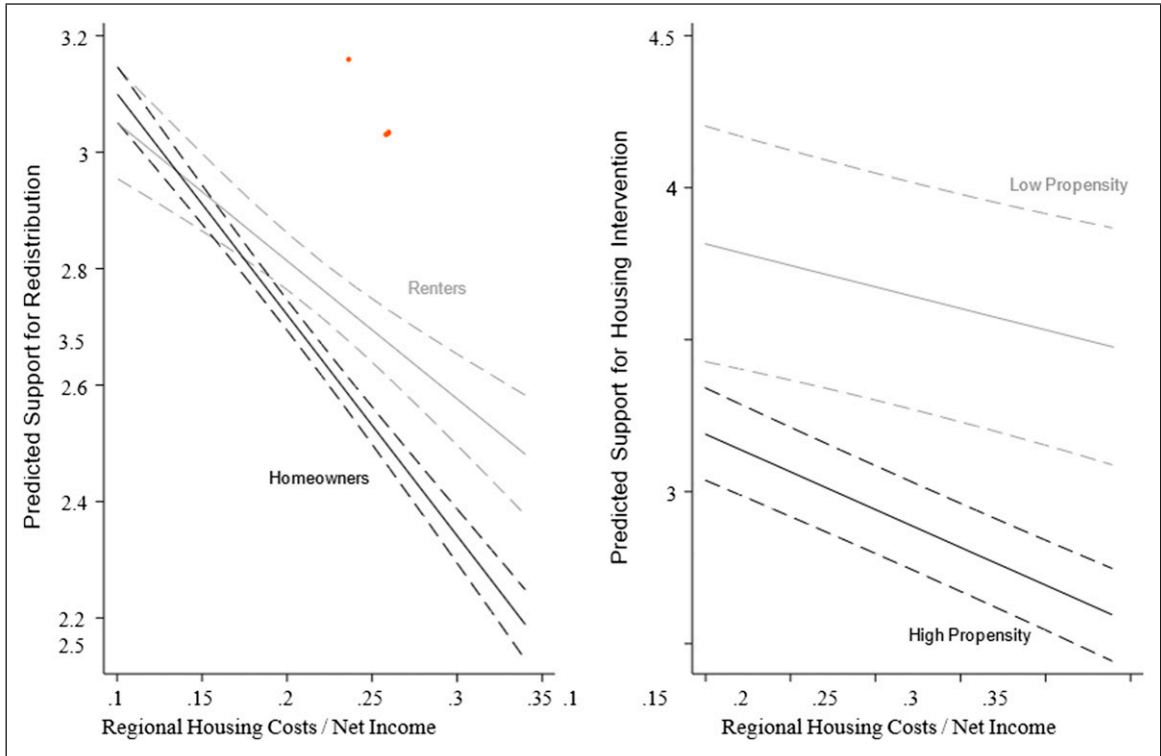 Predicted Support for Redistribution
3.2
3
2.8
3.5
2.6
2.4
2.2
2.5
Renters
Homeowners
.1 .15 .2 .25 .3 .35 .1
Regional Housing Costs / Net Income
Predicted Support for Housing Intervention
4.5
4
3
Low Propensity
High Propensity
.15 .2 .25 .3 .35
Regional Housing Costs / Net Income